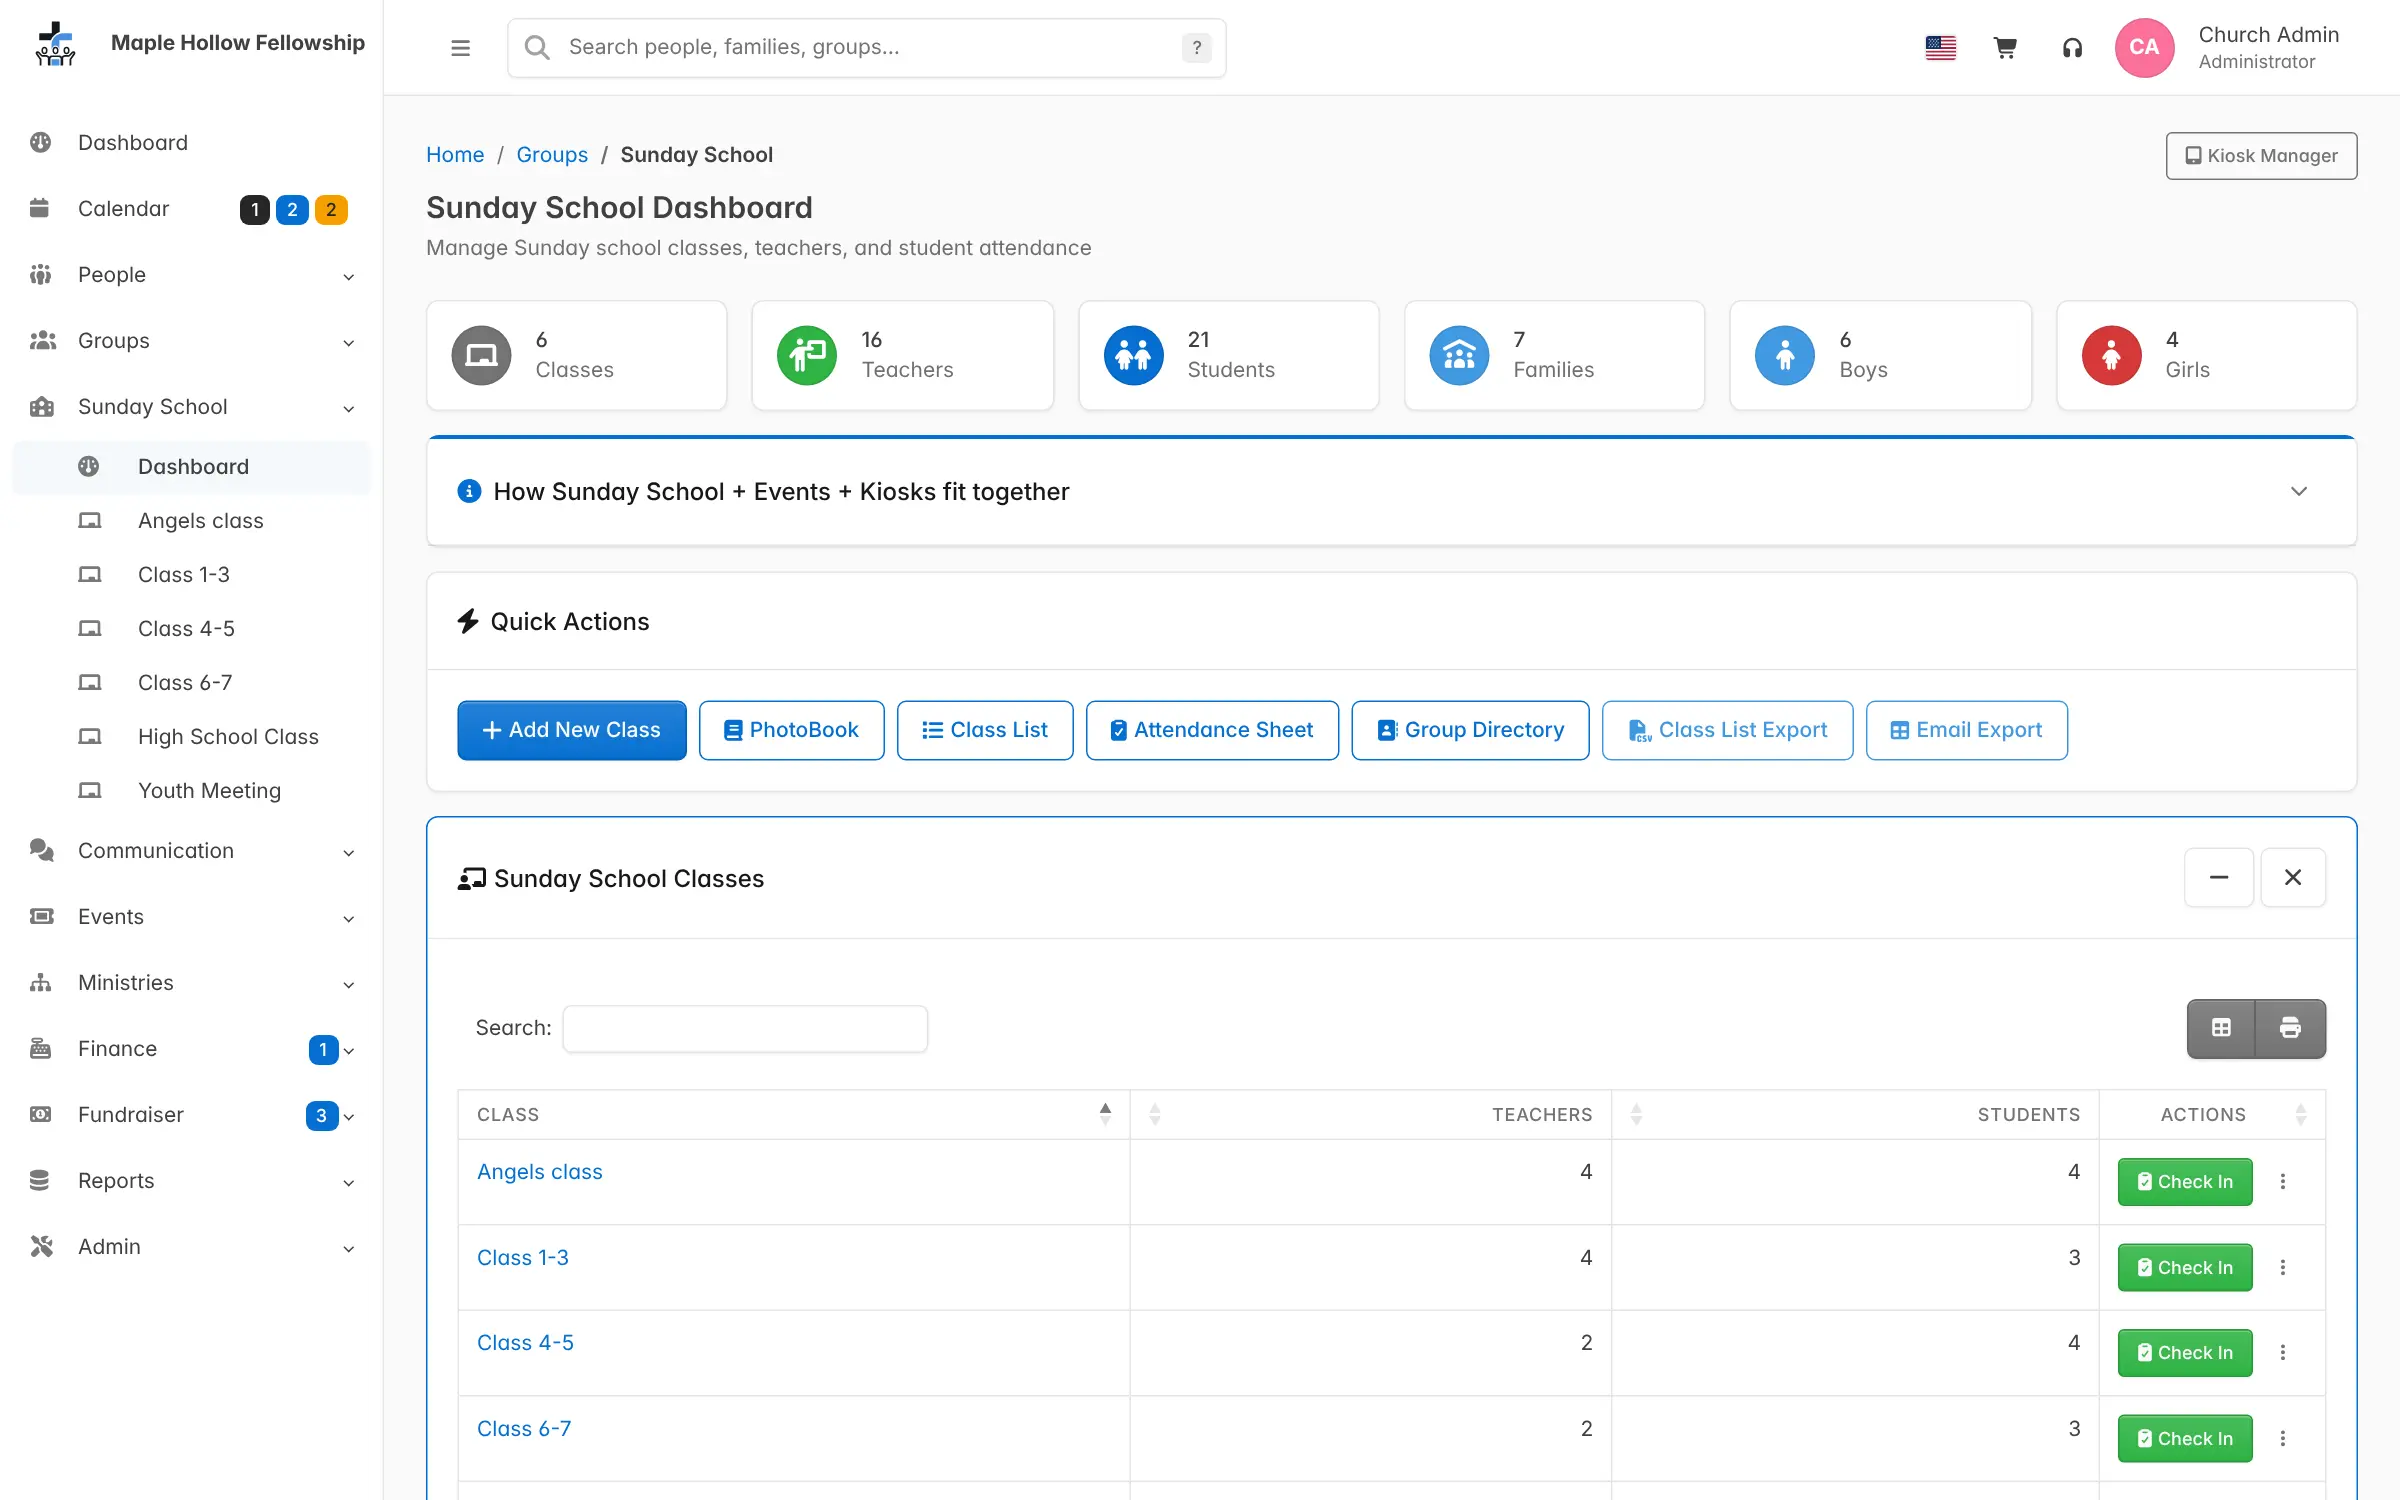 Maple Hollow Fellowship
Search people, families, groups...
?
CA
Church Admin
Administrator
Dashboard
Calendar
1
2
2
People
Groups
Sunday School
Dashboard
Angels class
Class 1-3
Class 4-5
Class 6-7
High School Class
Youth Meeting
Communication
Events
Ministries
Finance
1
Fundraiser
3
Reports
Admin
Home / Groups / Sunday School
Kiosk Manager
Sunday School Dashboard
Manage Sunday school classes, teachers, and student attendance
6
Classes
16
Teachers
21
Students
7
Families
6
Boys
4
Girls
How Sunday School + Events + Kiosks fit together
Quick Actions
Add New Class
PhotoBook
Class List
Attendance Sheet
Group Directory
CSV
Class List Export
Email Export
Sunday School Classes
Search:
CLASS TEACHERS STUDENTS ACTIONS
Angels class 4 4 Check In
Class 1-3 4 3 Check In
Class 4-5 2 4 Check In
Class 6-7 2 3 Check In